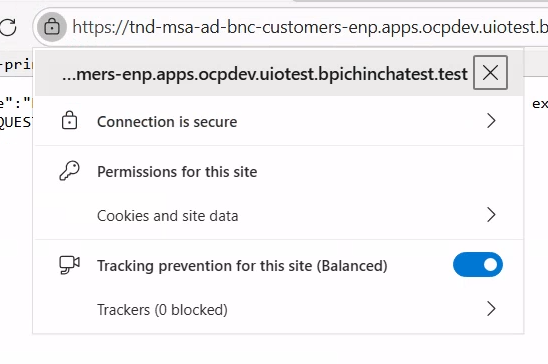 https://tnd-msa-ad-bnc-customers-enp.apps.ocpdev.uiotest.b
-prin
...mers-enp.apps.ocpdev.uiotest.bpichinchatest.test
e":"
ex
QUES
Connection is secure
Permissions for this site
Cookies and site data
Tracking prevention for this site (Balanced)
Trackers (0 blocked)